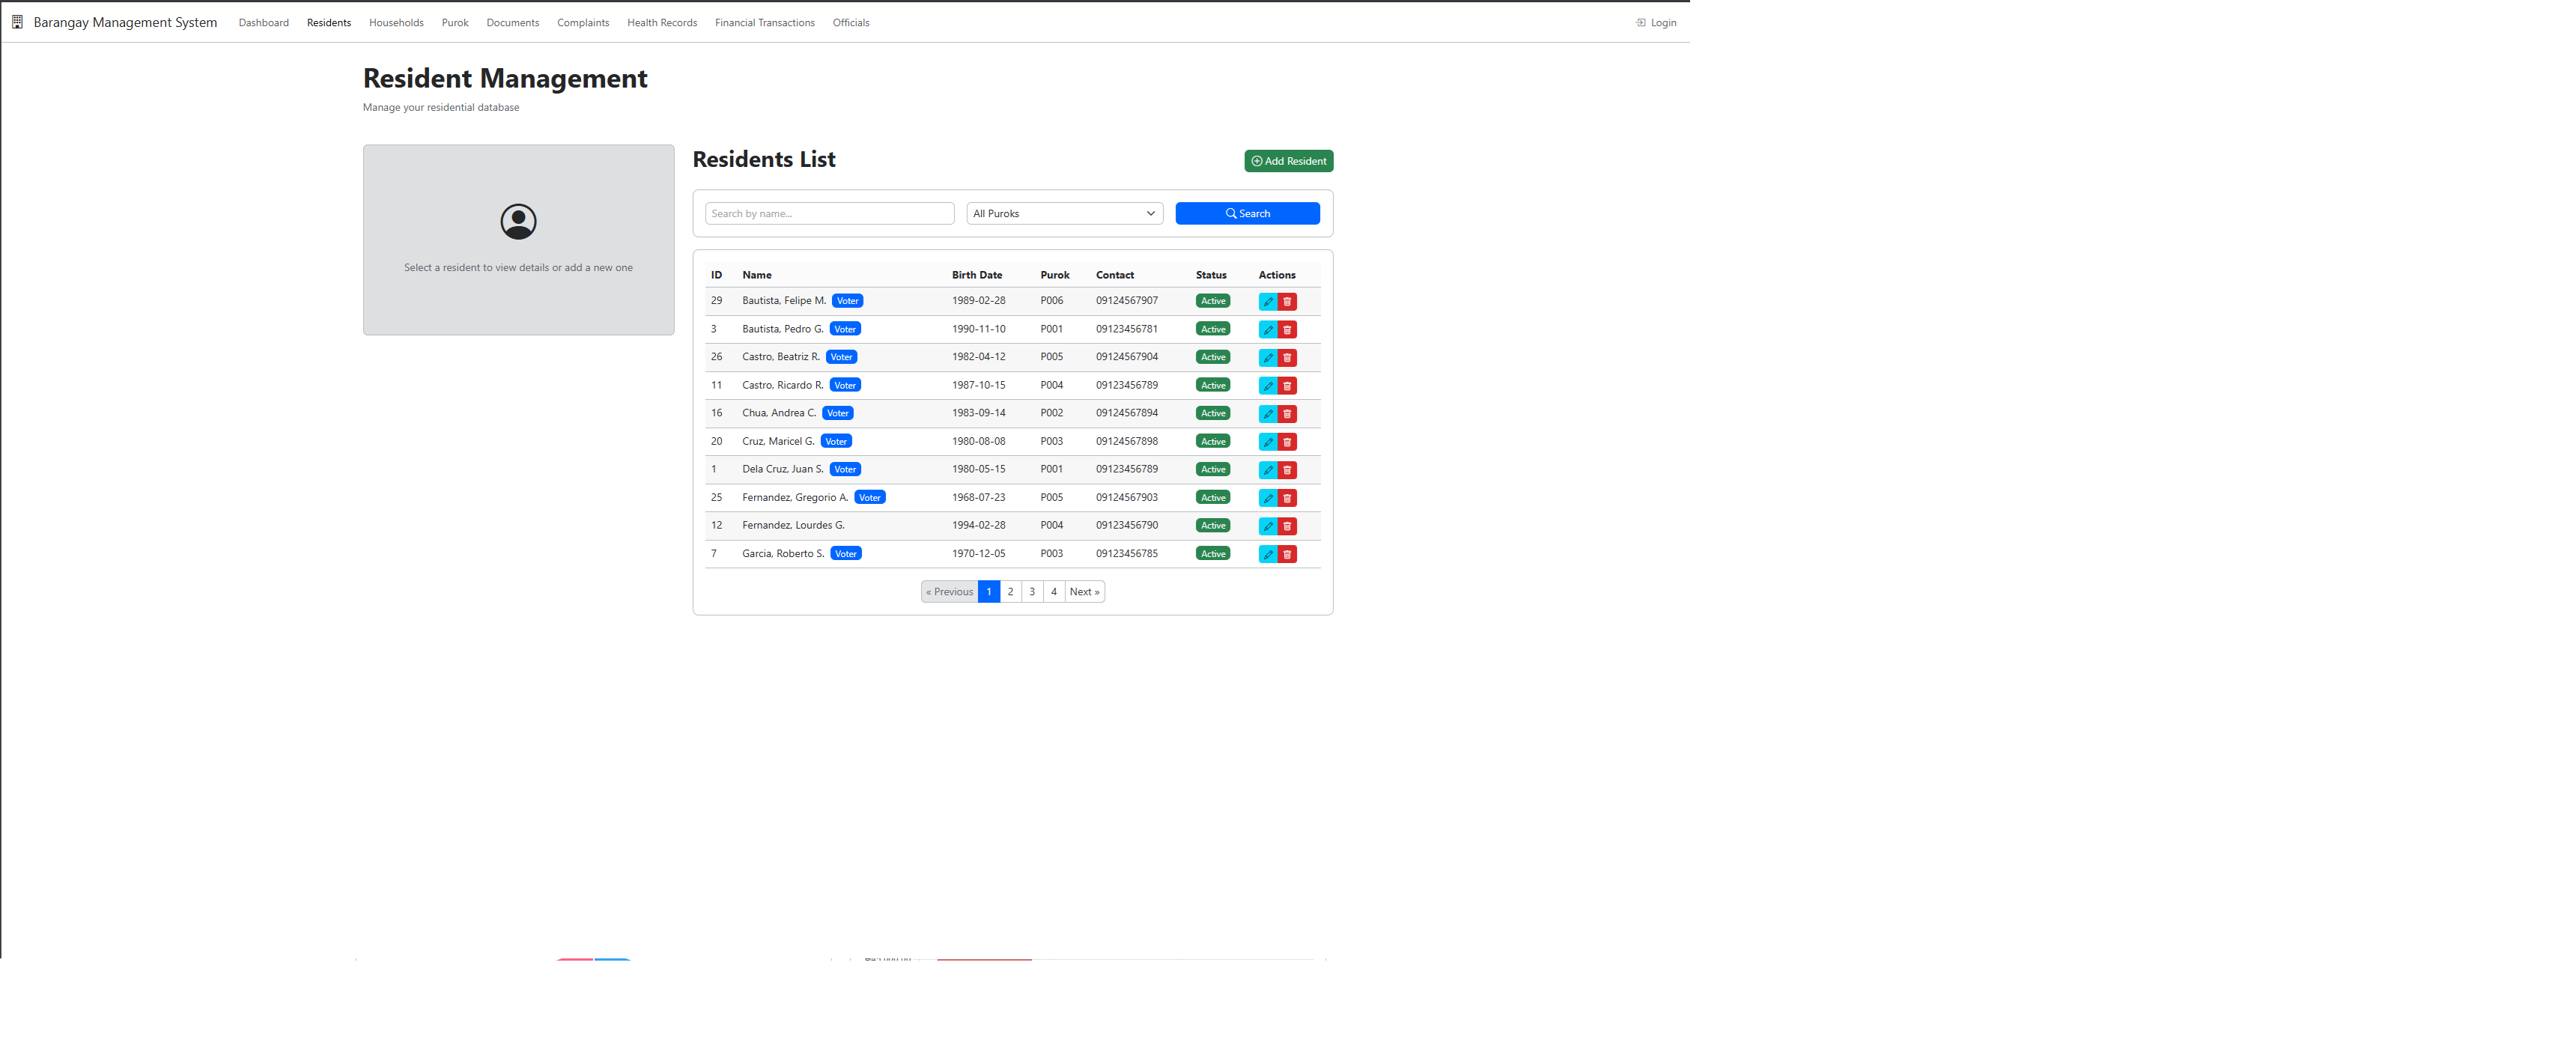 Barangay Management System Dashboard Residents Households Purok Documents Complaints Health Records Financial Transactions Officials Login
Resident Management
Manage your residential database
Select a resident to view details or add a new one
Residents List Add Resident
Search by name... All Puroks Search
ID Name Birth Date Purok Contact Status Actions
29 Bautista, Felipe M. Voter 1989-02-28 P006 09124567907 Active
3 Bautista, Pedro G. Voter 1990-11-10 P001 09123456781 Active
26 Castro, Beatriz R. Voter 1982-04-12 P005 09124567904 Active
11 Castro, Ricardo R. Voter 1987-10-15 P004 09123456789 Active
16 Chua, Andrea C. Voter 1983-09-14 P002 09124567894 Active
20 Cruz, Maricel G. Voter 1980-08-08 P003 09124567898 Active
1 Dela Cruz, Juan S. Voter 1980-05-15 P001 09123456789 Active
25 Fernandez, Gregorio A. Voter 1968-07-23 P005 09124567903 Active
12 Fernandez, Lourdes G. 1994-02-28 P004 09123456790 Active
7 Garcia, Roberto S. Voter 1970-12-05 P003 09123456785 Active
« Previous 1 2 3 4 Next »